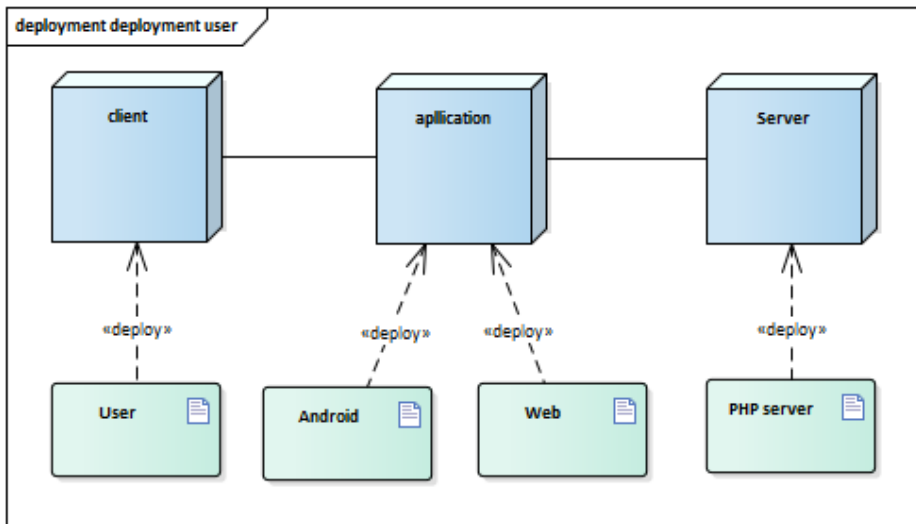 deployment deployment user
client
apllication
Server
«deploy»
«deploy»
«deploy»
«deploy»
User
Android
Web
PHP server